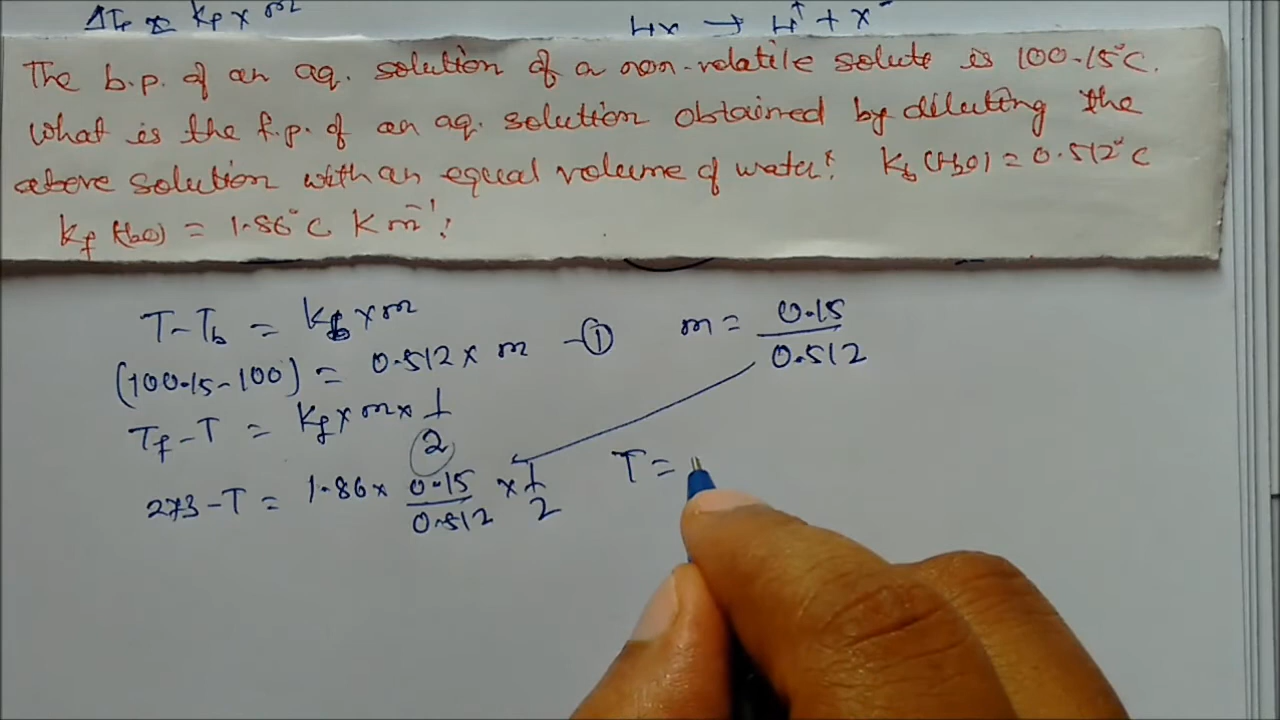 ΔTf = Kf × m
Hx → H⁺ + x⁻
The b.p. of an aq. solution of a non-volatile solute is 100.15°C.
What is the f.p. of an aq. solution obtained by diluting the
above solution with an equal volume of water? Kb (H2O) = 0.512°C
Kf (H2O) = 1.86°C K m⁻¹?
T - Tb = Kb × m
(100.15 - 100) = 0.512 × m -①
m = 0.15/0.512
Tf - T = Kf × m × 1/2
273 - T = 1.86 × 0.15/0.512 × 1/2
T =